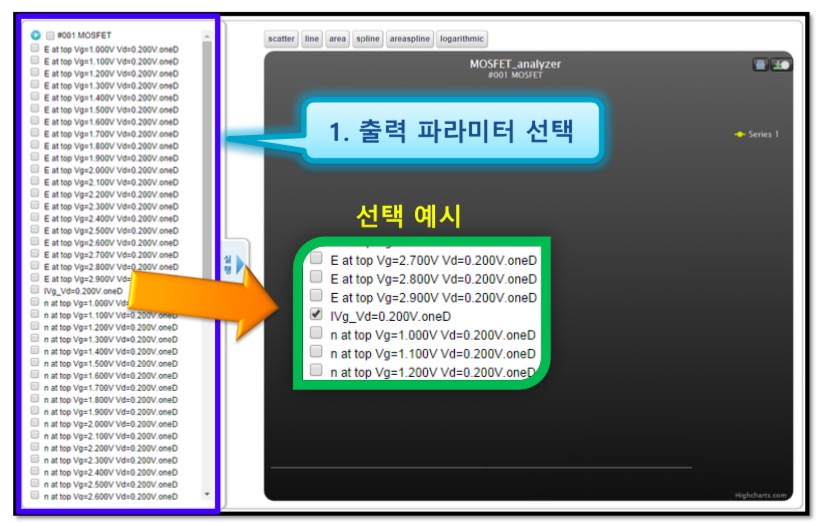 #001 MOSFET
E at top Vg=1.000V Vd=0.200V.oneD
E at top Vg=1.100V Vd=0.200V.oneD
E at top Vg=1.200V Vd=0.200V.oneD
E at top Vg=1.300V Vd=0.200V.oneD
E at top Vg=1.400V Vd=0.200V.oneD
E at top Vg=1.500V Vd=0.200V.oneD
E at top Vg=1.600V Vd=0.200V.oneD
E at top Vg=1.700V Vd=0.200V.oneD
E at top Vg=1.800V Vd=0.200V.oneD
E at top Vg=1.900V Vd=0.200V.oneD
E at top Vg=2.000V Vd=0.200V.oneD
E at top Vg=2.100V Vd=0.200V.oneD
E at top Vg=2.200V Vd=0.200V.oneD
E at top Vg=2.300V Vd=0.200V.oneD
E at top Vg=2.400V Vd=0.200V.oneD
E at top Vg=2.500V Vd=0.200V.oneD
E at top Vg=2.600V Vd=0.200V.oneD
E at top Vg=2.700V Vd=0.200V.oneD
E at top Vg=2.800V Vd=0.200V.oneD
E at top Vg=2.900V Vd=
IVg_Vd=0.200V.oneD
n at top Vg=1.000V
n at top Vg=1.100V Vd=0.200V.oneD
n at top Vg=1.200V Vd=0.200V.oneD
n at top Vg=1.300V Vd=0.200V.oneD
n at top Vg=1.400V Vd=0.200V.oneD
n at top Vg=1.500V Vd=0.200V.oneD
n at top Vg=1.600V Vd=0.200V.oneD
n at top Vg=1.700V Vd=0.200V.oneD
n at top Vg=1.800V Vd=0.200V.oneD
n at top Vg=1.900V Vd=0.200V.oneD
n at top Vg=2.000V Vd=0.200V.oneD
n at top Vg=2.100V Vd=0.200V.oneD
n at top Vg=2.200V Vd=0.200V.oneD
n at top Vg=2.300V Vd=0.200V.oneD
n at top Vg=2.400V Vd=0.200V.oneD
n at top Vg=2.500V Vd=0.200V.oneD
n at top Vg=2.600V Vd=0.200V.oneD
실행
scatter line area spline areaspline logarithmic
MOSFET_analyzer
#001 MOSFET
1. 출력 파라미터 선택
Series 1
선택 예시
E at top Vg=2.700V Vd=0.200V.oneD
E at top Vg=2.800V Vd=0.200V.oneD
E at top Vg=2.900V Vd=0.200V.oneD
IVg_Vd=0.200V.oneD
n at top Vg=1.000V Vd=0.200V.oneD
n at top Vg=1.100V Vd=0.200V.oneD
n at top Vg=1.200V Vd=0.200V.oneD
Highcharts.com